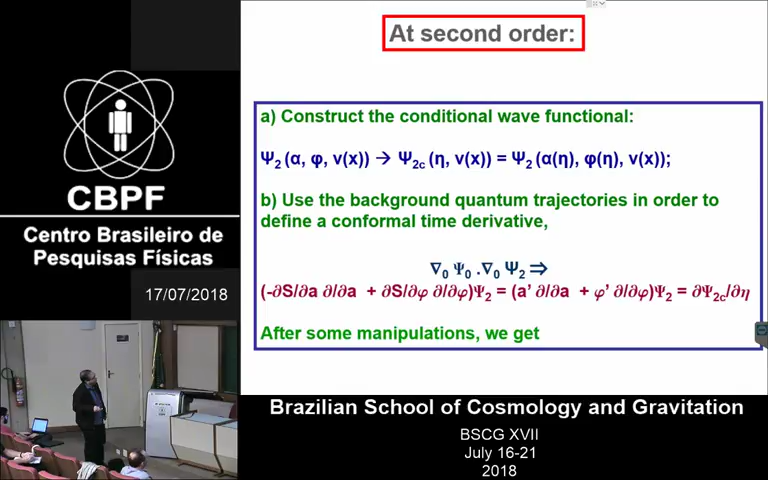 At second order:
a) Construct the conditional wave functional:
Ψ₂ (α, φ, v(x)) → Ψ₂c (η, v(x)) = Ψ₂ (α(η), φ(η), v(x));
b) Use the background quantum trajectories in order to
define a conformal time derivative,
∇₀ Ψ₀ .∇₀ Ψ₂ ⇒
(-∂S/∂a ∂/∂a + ∂S/∂φ ∂/∂φ)Ψ₂ = (a’ ∂/∂a + φ’ ∂/∂φ)Ψ₂ = ∂Ψ₂c/∂η
After some manipulations, we get
CBPF
Centro Brasileiro de
Pesquisas Físicas
17/07/2018
Brazilian School of Cosmology and Gravitation
BSCG XVII
July 16-21
2018